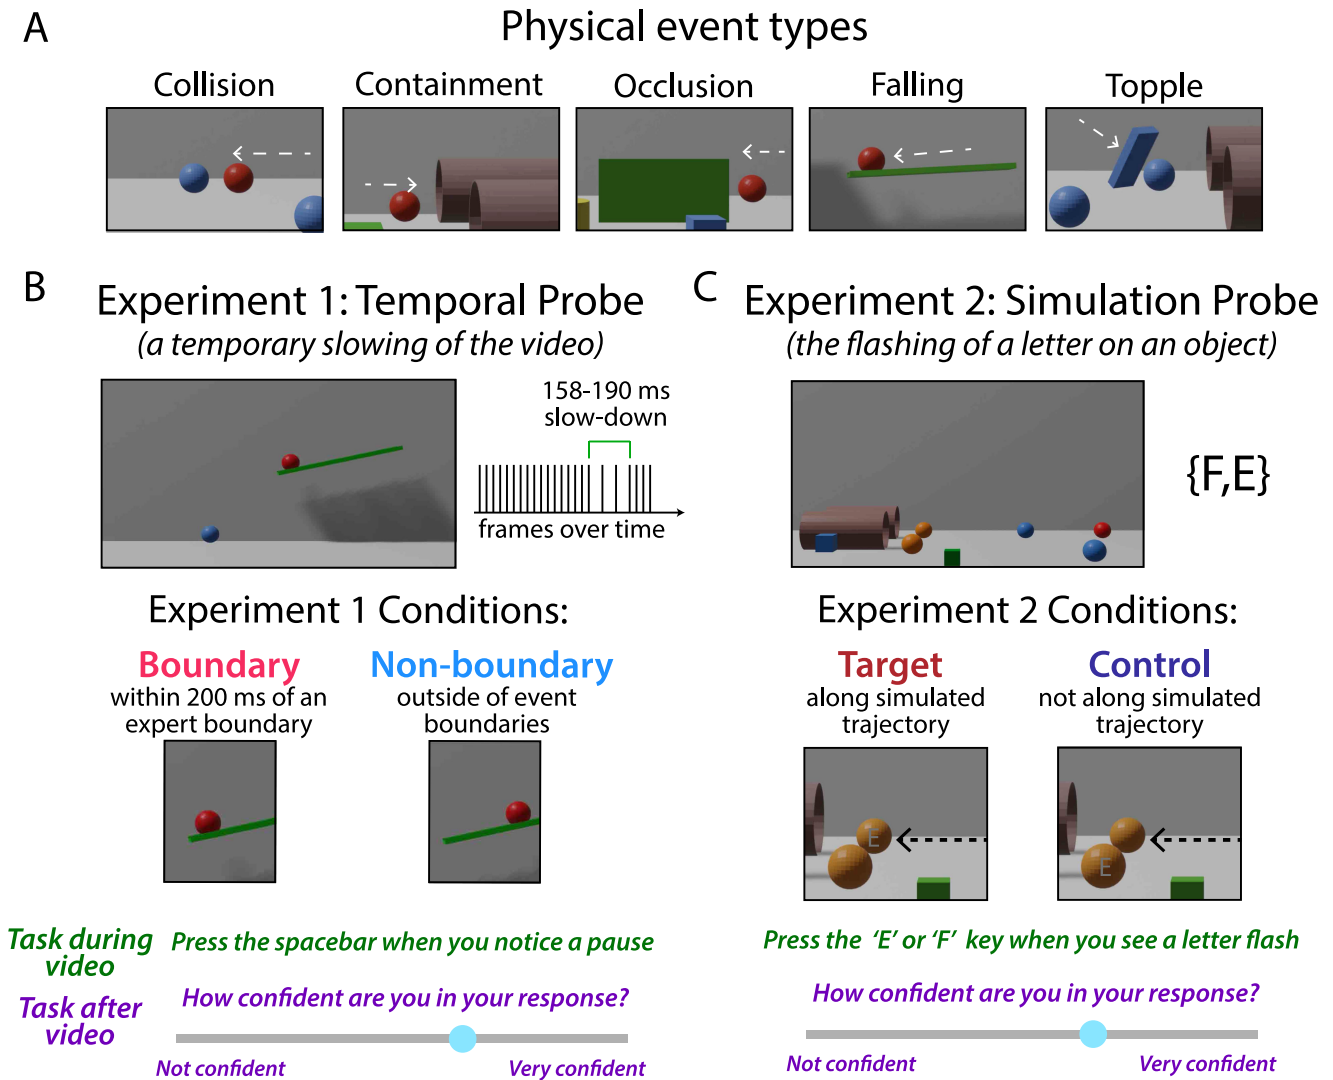 A
Physical event types
Collision
Containment
Occlusion
Falling
Topple
B
Experiment 1: Temporal Probe
(a temporary slowing of the video)
158-190 ms
slow-down
frames over time
Experiment 1 Conditions:
Boundary
within 200 ms of an
expert boundary
Non-boundary
outside of event
boundaries
C
Experiment 2: Simulation Probe
(the flashing of a letter on an object)
{F,E}
Experiment 2 Conditions:
Target
along simulated
trajectory
E
Control
not along simulated
trajectory
E
Task during
video
Press the spacebar when you notice a pause
Press the ‘E’ or ‘F’ key when you see a letter flash
Task after
video
How confident are you in your response?
Not confident
Very confident
How confident are you in your response?
Not confident
Very confident